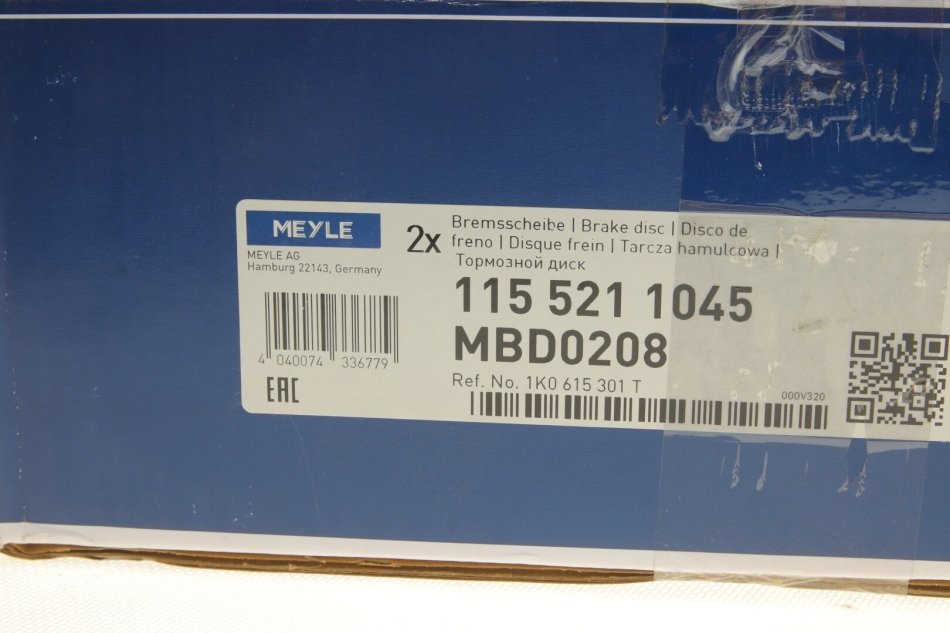 MEYLE
MEYLE AG
Hamburg 22143, Germany
4 040074 336779
EAC
2x
Bremsscheibe | Brake disc | Disco de
freno | Disque frein | Tarcza hamulcowa |
Тормозной диск
115 521 1045
MBD0208
Ref. No. 1K0 615 301 T
000V320